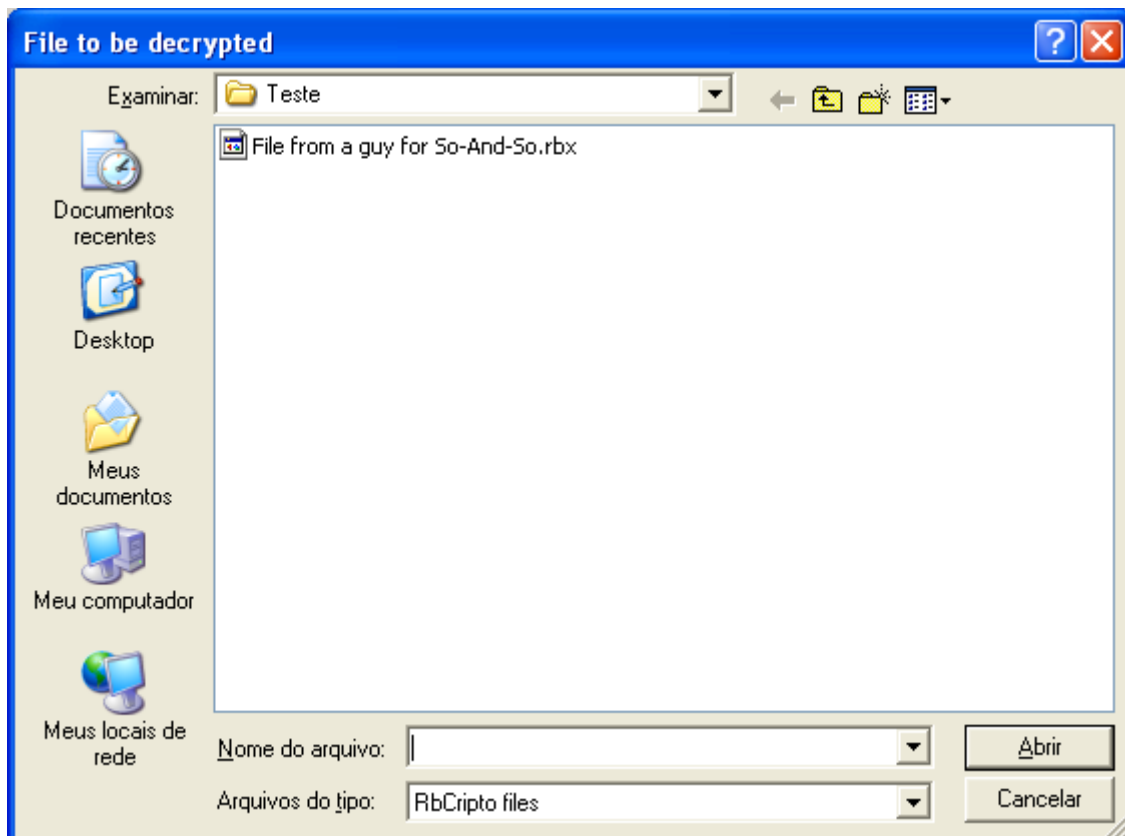 File to be decrypted
Examinar:
Teste
File from a guy for So-And-So.rbx
Documentos
recentes
Desktop
Meus
documentos
Meu computador
Meus locais de
rede
Nome do arquivo:
Abrir
Arquivos do tipo:
RbCripto files
Cancelar